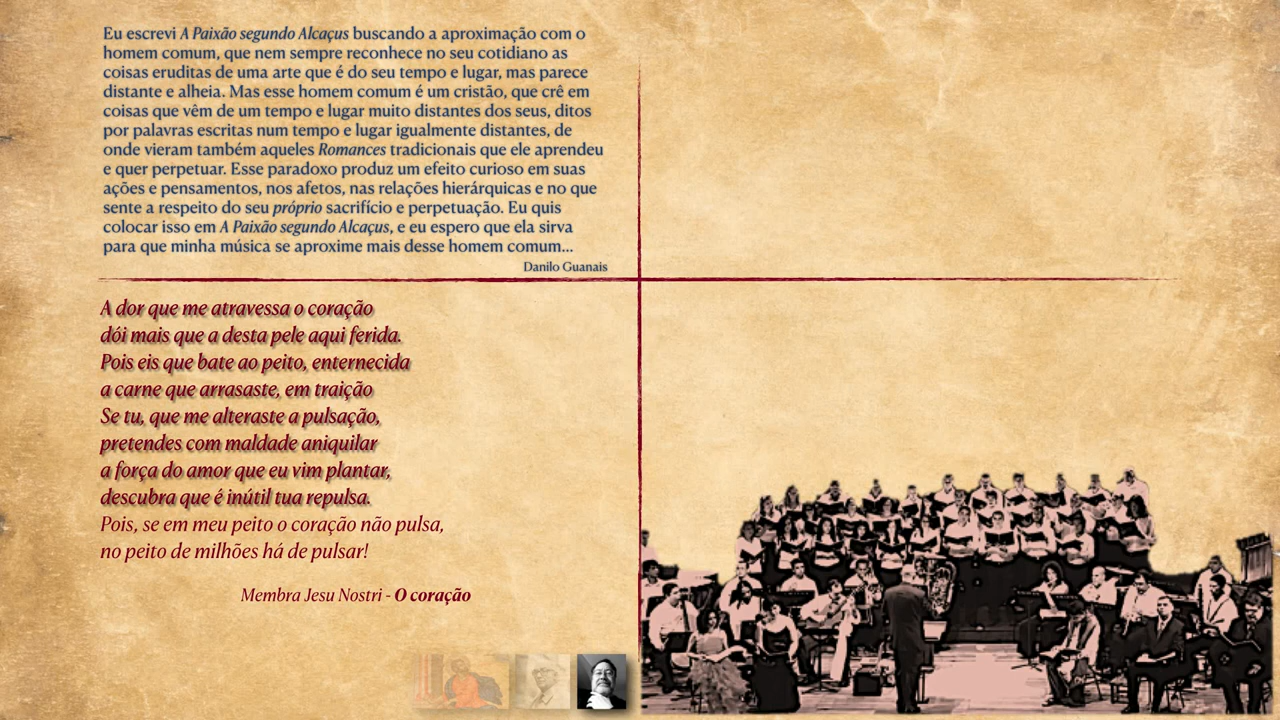 Eu escrevi A Paixão segundo Alcaçus buscando a aproximação com o
homem comum, que nem sempre reconhece no seu cotidiano as
coisas eruditas de uma arte que é do seu tempo e lugar, mas parece
distante e alheia. Mas esse homem comum é um cristão, que crê em
coisas que vêm de um tempo e lugar muito distantes dos seus, ditos
por palavras escritas num tempo e lugar igualmente distantes, de
onde vieram também aqueles Romances tradicionais que ele aprendeu
e quer perpetuar. Esse paradoxo produz um efeito curioso em suas
ações e pensamentos, nos afetos, nas relações hierárquicas e no que
sente a respeito do seu próprio sacrifício e perpetuação. Eu quis
colocar isso em A Paixão segundo Alcaçus, e eu espero que ela sirva
para que minha música se aproxime mais desse homem comum...
Danilo Guanais
A dor que me atravessa o coração
dói mais que a desta pele aqui ferida.
Pois eis que bate ao peito, enternecida
a carne que arrasaste, em traição
Se tu, que me alteraste a pulsação,
pretendes com maldade aniquilar
a força do amor que eu vim plantar,
descubra que é inútil tua repulsa.
Pois, se em meu peito o coração não pulsa,
no peito de milhões há de pulsar!
Membra Jesu Nostri - O coração